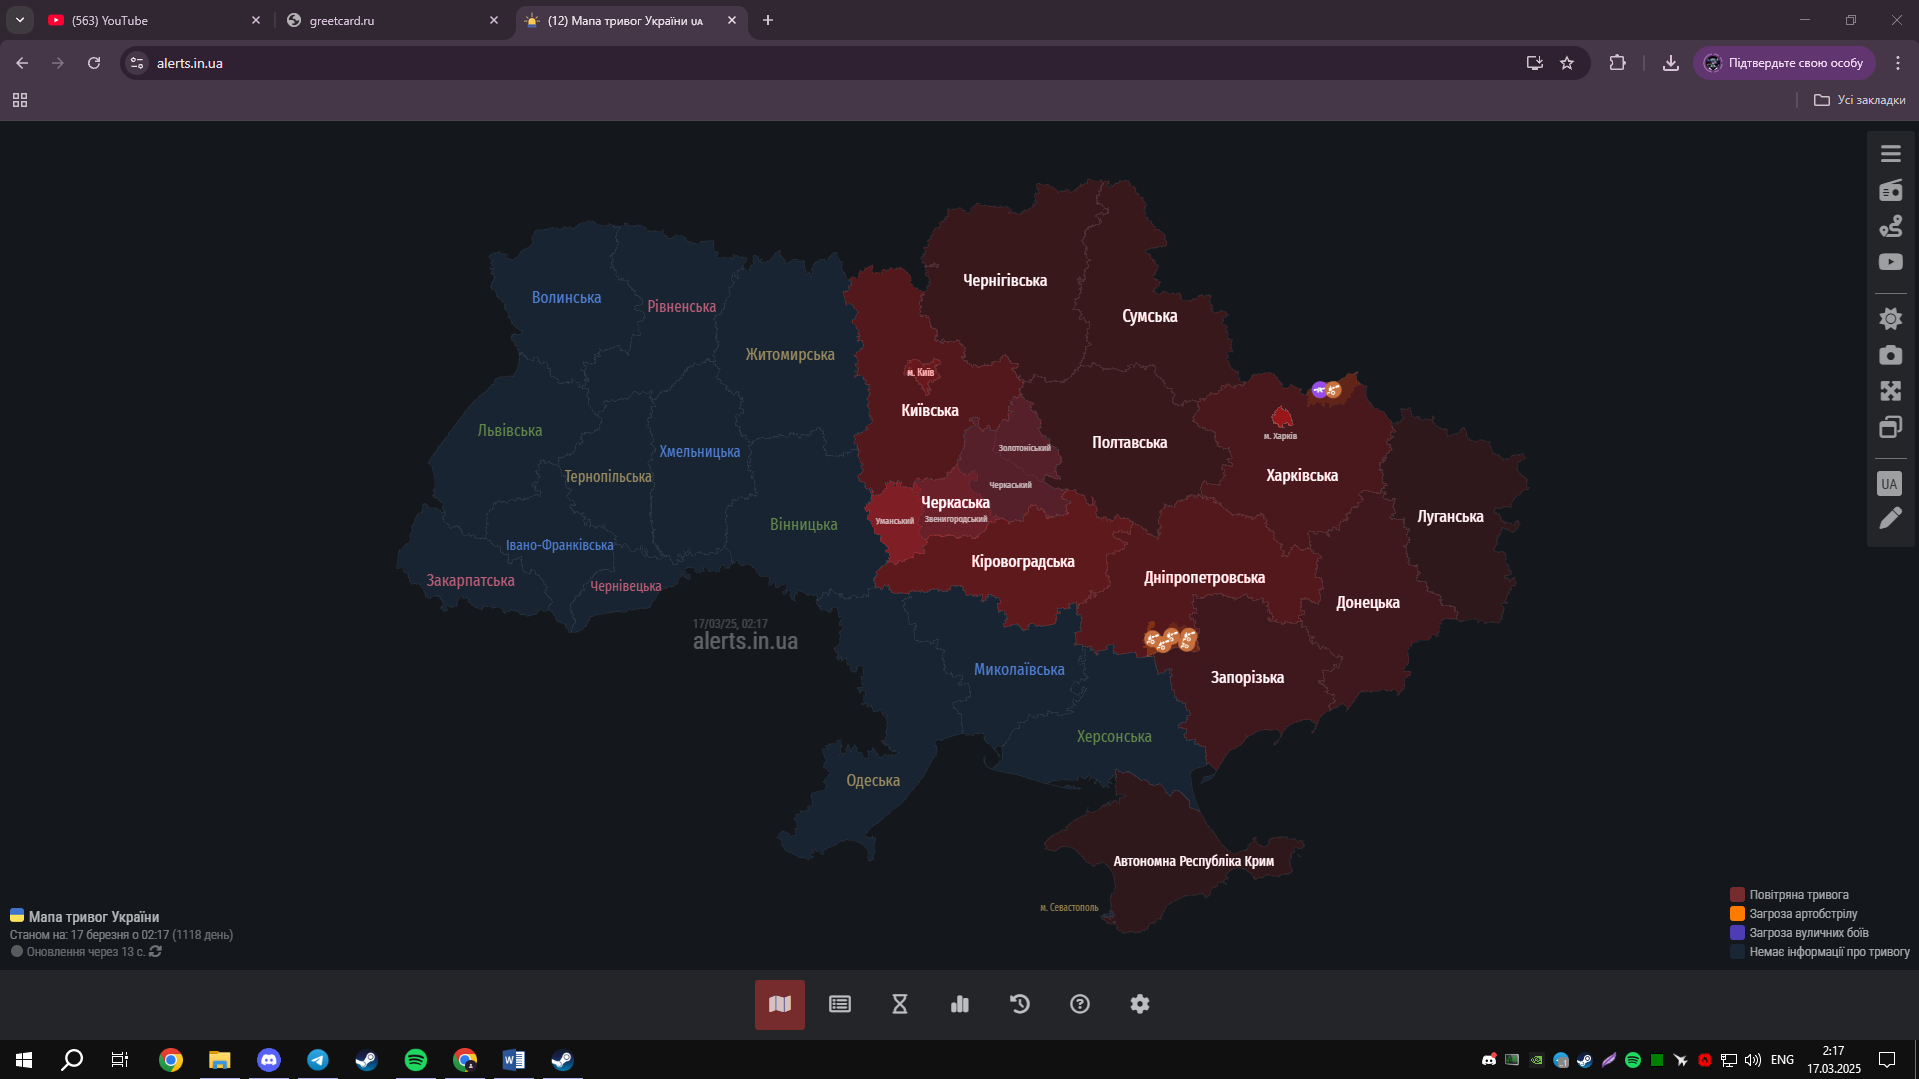 (563) YouTube
greetcard.ru
(12) Мапа тривог України UA
alerts.in.ua
Підтвердьте свою особу
Усі закладки
Чернігівська
Сумська
Волинська
Рівненська
Житомирська
м. Київ
Київська
Львівська
Хмельницька
Тернопільська
Золотоніський
Полтавська
м. Харків
Харківська
Черкаський
Черкаська
Уманський
Звенигородський
Вінницька
Луганська
Івано-Франківська
Закарпатська
Чернівецька
Кіровоградська
Дніпропетровська
Донецька
17/03/25, 02:17
alerts.in.ua
Миколаївська
Запорізька
Херсонська
Одеська
Автономна Республіка Крим
м. Севастополь
UA
Мапа тривог України
Станом на: 17 березня о 02:17 (1118 день)
Оновлення через 13 с.
Повітряна тривога
Загроза артобстрілу
Загроза вуличних боїв
Немає інформації про тривогу
ENG
2:17
17.03.2025